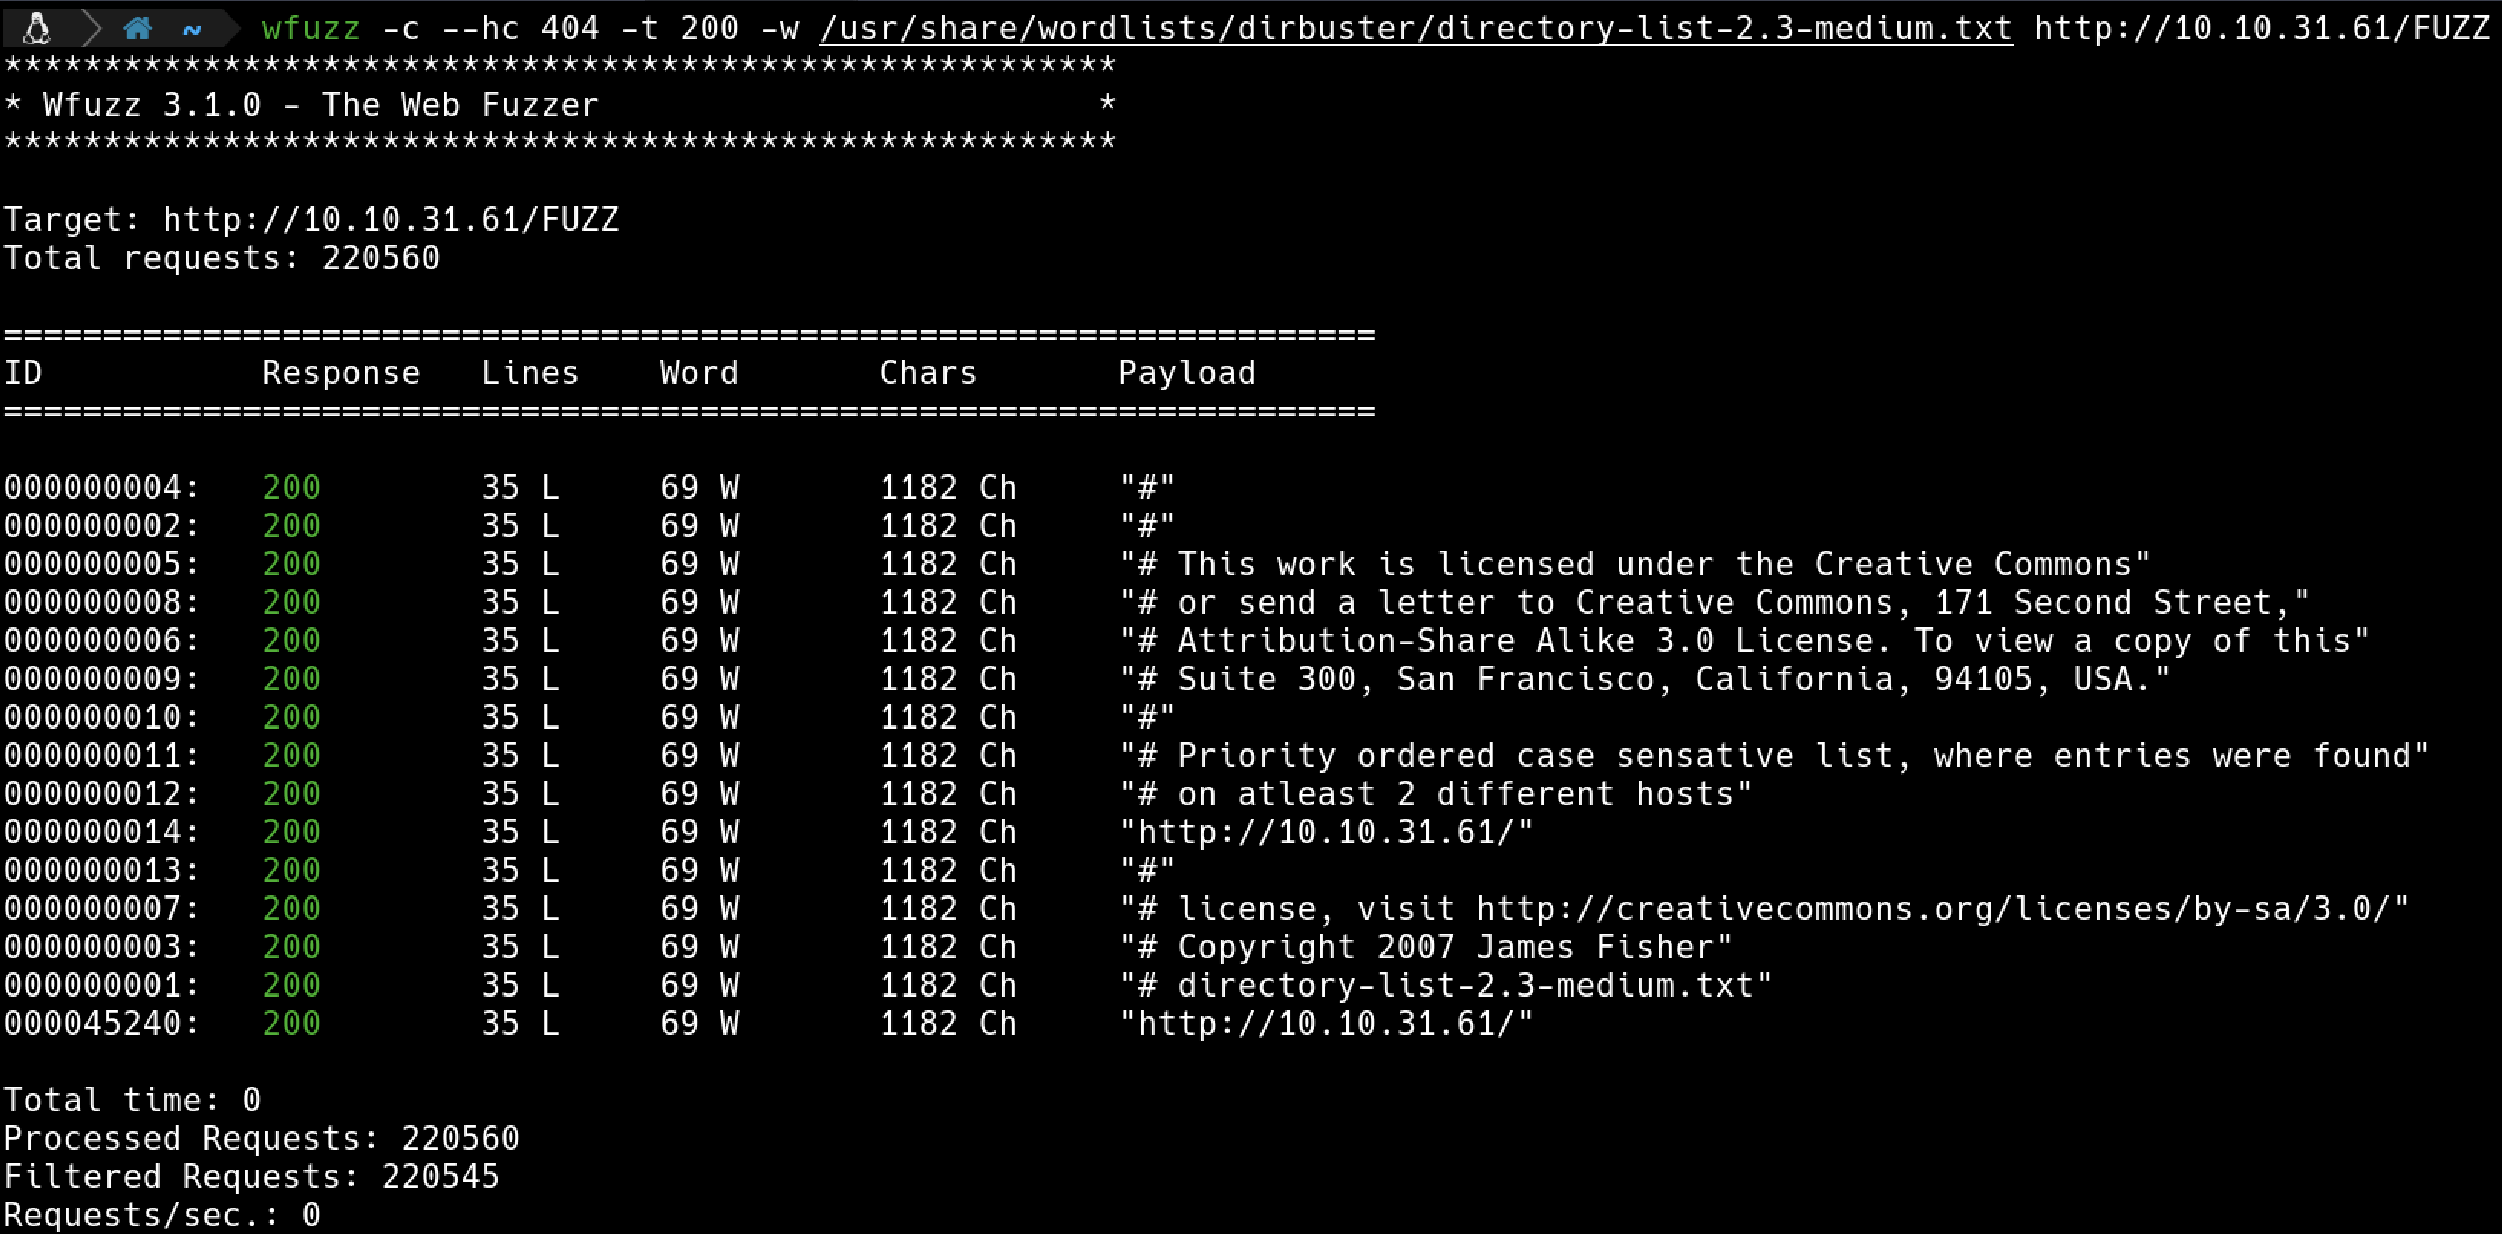 ~ wfuzz -c --hc 404 -t 200 -w /usr/share/wordlists/dirbuster/directory-list-2.3-medium.txt http://10.10.31.61/FUZZ
********************************************************
* Wfuzz 3.1.0 - The Web Fuzzer                         *
********************************************************
Target: http://10.10.31.61/FUZZ
Total requests: 220560
=====================================================================
ID           Response   Lines    Word       Chars       Payload
=====================================================================
000000004:   200        35 L     69 W       1182 Ch     "#"
000000002:   200        35 L     69 W       1182 Ch     "#"
000000005:   200        35 L     69 W       1182 Ch     "# This work is licensed under the Creative Commons"
000000008:   200        35 L     69 W       1182 Ch     "# or send a letter to Creative Commons, 171 Second Street,"
000000006:   200        35 L     69 W       1182 Ch     "# Attribution-Share Alike 3.0 License. To view a copy of this"
000000009:   200        35 L     69 W       1182 Ch     "# Suite 300, San Francisco, California, 94105, USA."
000000010:   200        35 L     69 W       1182 Ch     "#"
000000011:   200        35 L     69 W       1182 Ch     "# Priority ordered case sensative list, where entries were found"
000000012:   200        35 L     69 W       1182 Ch     "# on atleast 2 different hosts"
000000014:   200        35 L     69 W       1182 Ch     "http://10.10.31.61/"
000000013:   200        35 L     69 W       1182 Ch     "#"
000000007:   200        35 L     69 W       1182 Ch     "# license, visit http://creativecommons.org/licenses/by-sa/3.0/"
000000003:   200        35 L     69 W       1182 Ch     "# Copyright 2007 James Fisher"
000000001:   200        35 L     69 W       1182 Ch     "# directory-list-2.3-medium.txt"
000045240:   200        35 L     69 W       1182 Ch     "http://10.10.31.61/"
Total time: 0
Processed Requests: 220560
Filtered Requests: 220545
Requests/sec.: 0